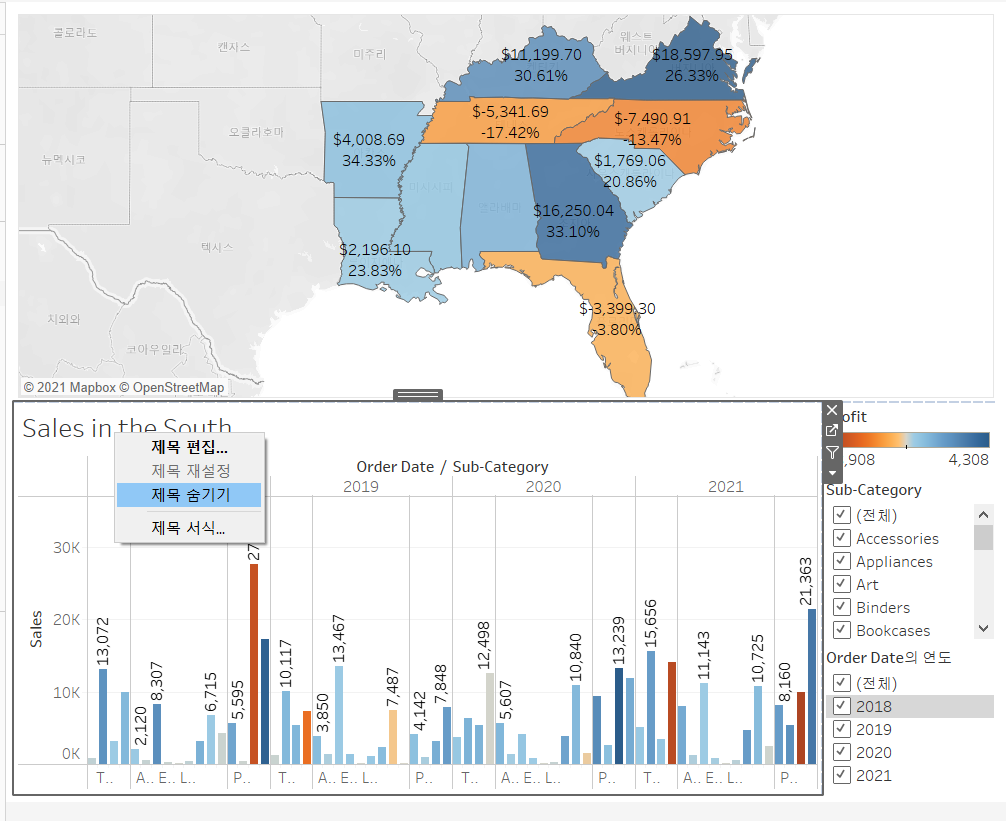 콜로라도
캔자스
미주리
웨스트
버지니아
$11,199.70
30.61%
$18,597.95
26.33%
오클라호마
뉴멕시코
$4,008.69
34.33%
$-5,341.69
-17.42%
$-7,490.91
-13.47%
$1,769.06
20.86%
미시시피
앨라배마
$16,250.04
33.10%
텍사스
$2,196.10
23.83%
치와와
코아우일라
$-3,399.30
-3.80%
© 2021 Mapbox © OpenStreetMap
Sales in the South
제목 편집...
제목 재설정
제목 숨기기
제목 서식...
Order Date / Sub-Category
2019
2020
2021
Sales
30K
20K
10K
0K
13,072
2,120
8,307
6,715
5,595
27
10,117
3,850
13,467
7,487
4,142
7,848
12,498
5,607
10,840
13,239
15,656
11,143
10,725
8,160
21,363
T..
A..
E..
L..
P..
T..
A..
E..
L..
P..
T..
A..
E..
L..
P..
T..
A..
E..
L..
P..
ofit
,908
4,308
Sub-Category
(전체)
Accessories
Appliances
Art
Binders
Bookcases
Order Date의 연도
(전체)
2018
2019
2020
2021